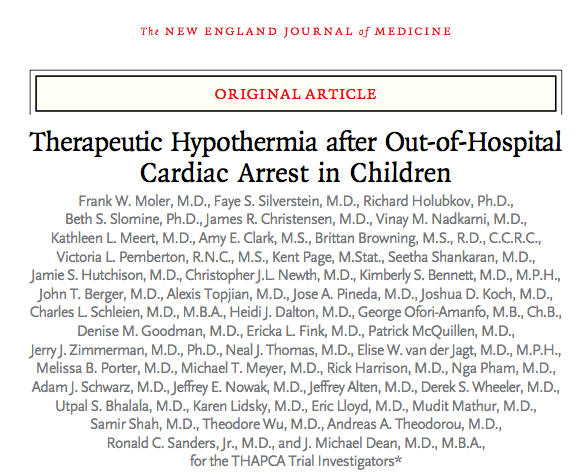 The NEW ENGLAND JOURNAL of MEDICINE
ORIGINAL ARTICLE
Therapeutic Hypothermia after Out-of-Hospital
Cardiac Arrest in Children
Frank W. Moler, M.D., Faye S. Silverstein, M.D., Richard Holubkov, Ph.D.,
Beth S. Slomine, Ph.D., James R. Christensen, M.D., Vinay M. Nadkarni, M.D.,
Kathleen L. Meert, M.D., Amy E. Clark, M.S., Brittan Browning, M.S., R.D., C.C.R.C.,
Victoria L. Pemberton, R.N.C., M.S., Kent Page, M.Stat., Seetha Shankaran, M.D.,
Jamie S. Hutchison, M.D., Christopher J.L. Newth, M.D., Kimberly S. Bennett, M.D., M.P.H.,
John T. Berger, M.D., Alexis Topjian, M.D., Jose A. Pineda, M.D., Joshua D. Koch, M.D.,
Charles L. Schleien, M.D., M.B.A., Heidi J. Dalton, M.D., George Ofori-Amanfo, M.B., Ch.B.,
Denise M. Goodman, M.D., Ericka L. Fink, M.D., Patrick McQuillen, M.D.,
Jerry J. Zimmerman, M.D., Ph.D., Neal J. Thomas, M.D., Elise W. van der Jagt, M.D., M.P.H.,
Melissa B. Porter, M.D., Michael T. Meyer, M.D., Rick Harrison, M.D., Nga Pham, M.D.,
Adam J. Schwarz, M.D., Jeffrey E. Nowak, M.D., Jeffrey Alten, M.D., Derek S. Wheeler, M.D.,
Utpal S. Bhalala, M.D., Karen Lidsky, M.D., Eric Lloyd, M.D., Mudit Mathur, M.D.,
Samir Shah, M.D., Theodore Wu, M.D., Andreas A. Theodorou, M.D.,
Ronald C. Sanders, Jr., M.D., and J. Michael Dean, M.D., M.B.A.,
for the THAPCA Trial Investigators*